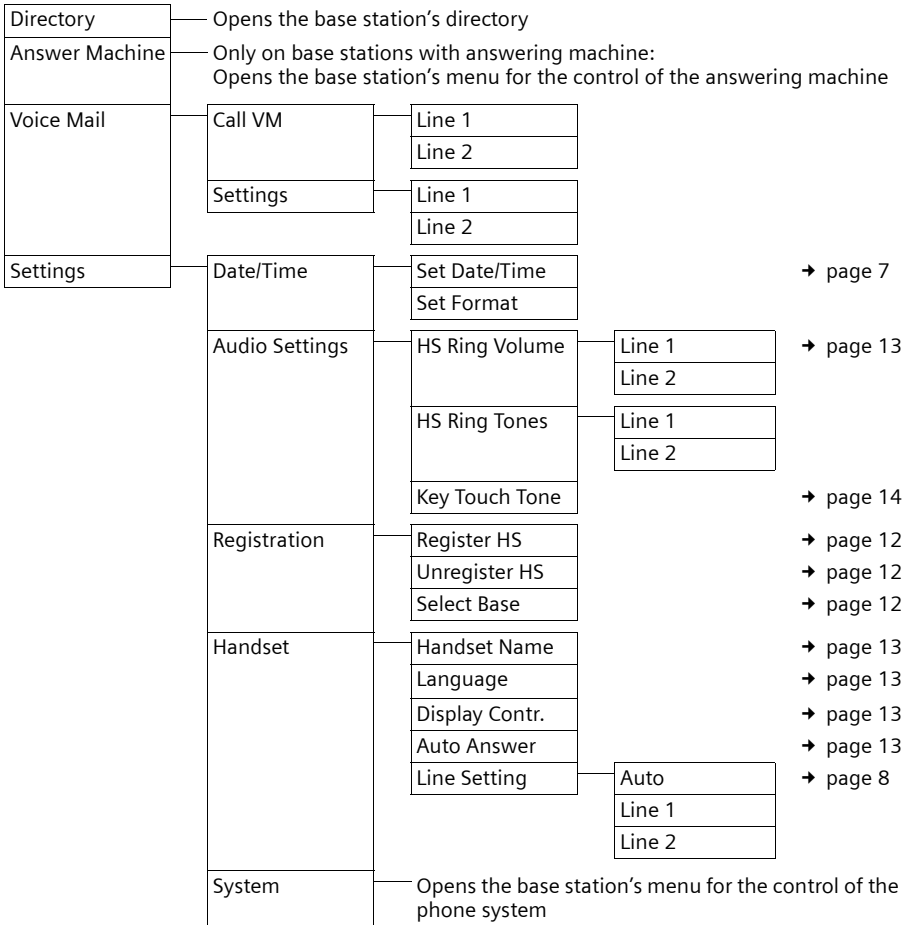 Directory Opens the base station’s directory
Answer Machine Only on base stations with answering machine:
Opens the base station’s menu for the control of the answering machine
Voice Mail Call VM Line 1
Line 2
Settings Line 1
Line 2
Settings Date/Time Set Date/Time ➔ page 7
Set Format
Audio Settings HS Ring Volume Line 1 ➔ page 13
Line 2
HS Ring Tones Line 1
Line 2
Key Touch Tone ➔ page 14
Registration Register HS ➔ page 12
Unregister HS ➔ page 12
Select Base ➔ page 12
Handset Handset Name ➔ page 13
Language ➔ page 13
Display Contr. ➔ page 13
Auto Answer ➔ page 13
Line Setting Auto ➔ page 8
Line 1
Line 2
System Opens the base station’s menu for the control of the
phone system